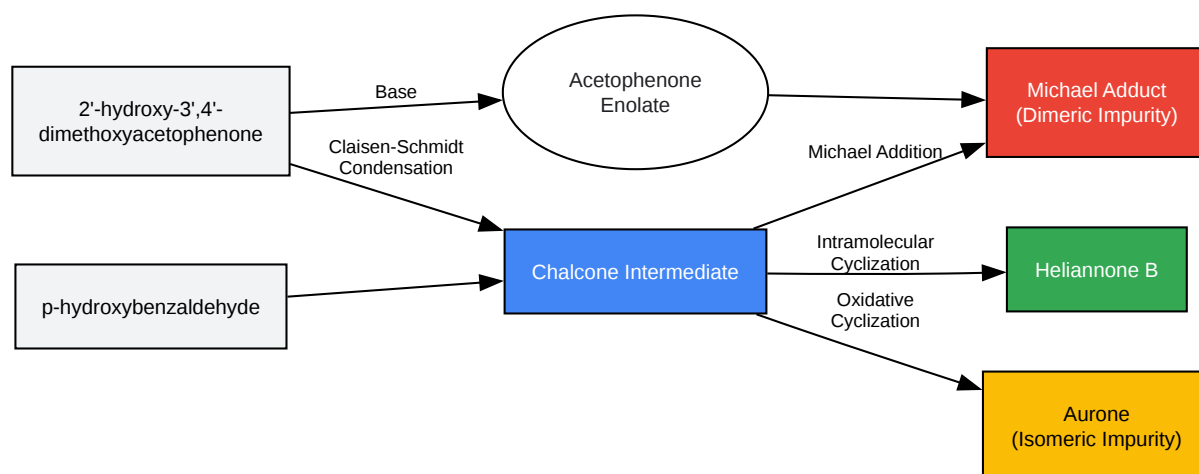 2'-hydroxy-3',4'-
dimethoxyacetophenone
Base
Acetophenone
Enolate
Michael Adduct
(Dimeric Impurity)
Claisen-Schmidt
Condensation
Michael Addition
p-hydroxybenzaldehyde
Chalcone Intermediate
Intramolecular
Cyclization
Heliannone B
Oxidative
Cyclization
Aurone
(Isomeric Impurity)